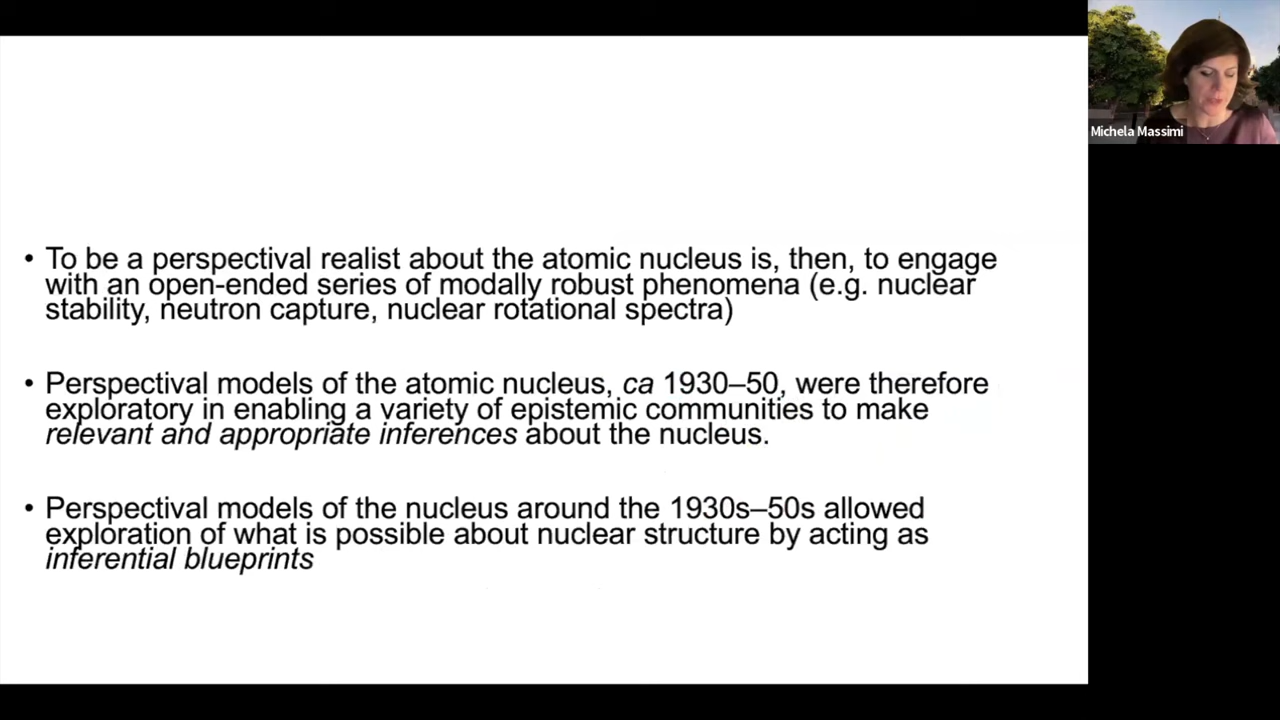 Michela Massimi
• To be a perspectival realist about the atomic nucleus is, then, to engage
with an open-ended series of modally robust phenomena (e.g. nuclear
stability, neutron capture, nuclear rotational spectra)
• Perspectival models of the atomic nucleus, ca 1930–50, were therefore
exploratory in enabling a variety of epistemic communities to make
relevant and appropriate inferences about the nucleus.
• Perspectival models of the nucleus around the 1930s–50s allowed
exploration of what is possible about nuclear structure by acting as
inferential blueprints